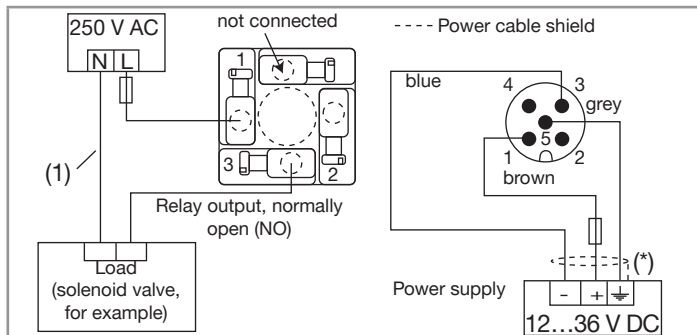 250 V AC
N L
not connected
1
2
3
(1)
Relay output, normally
open (NO)
Load
(solenoid valve,
for example)
Power cable shield
blue
4
3
grey
5
1
2
brown
(*)
Power supply
- +
12...36 V DC